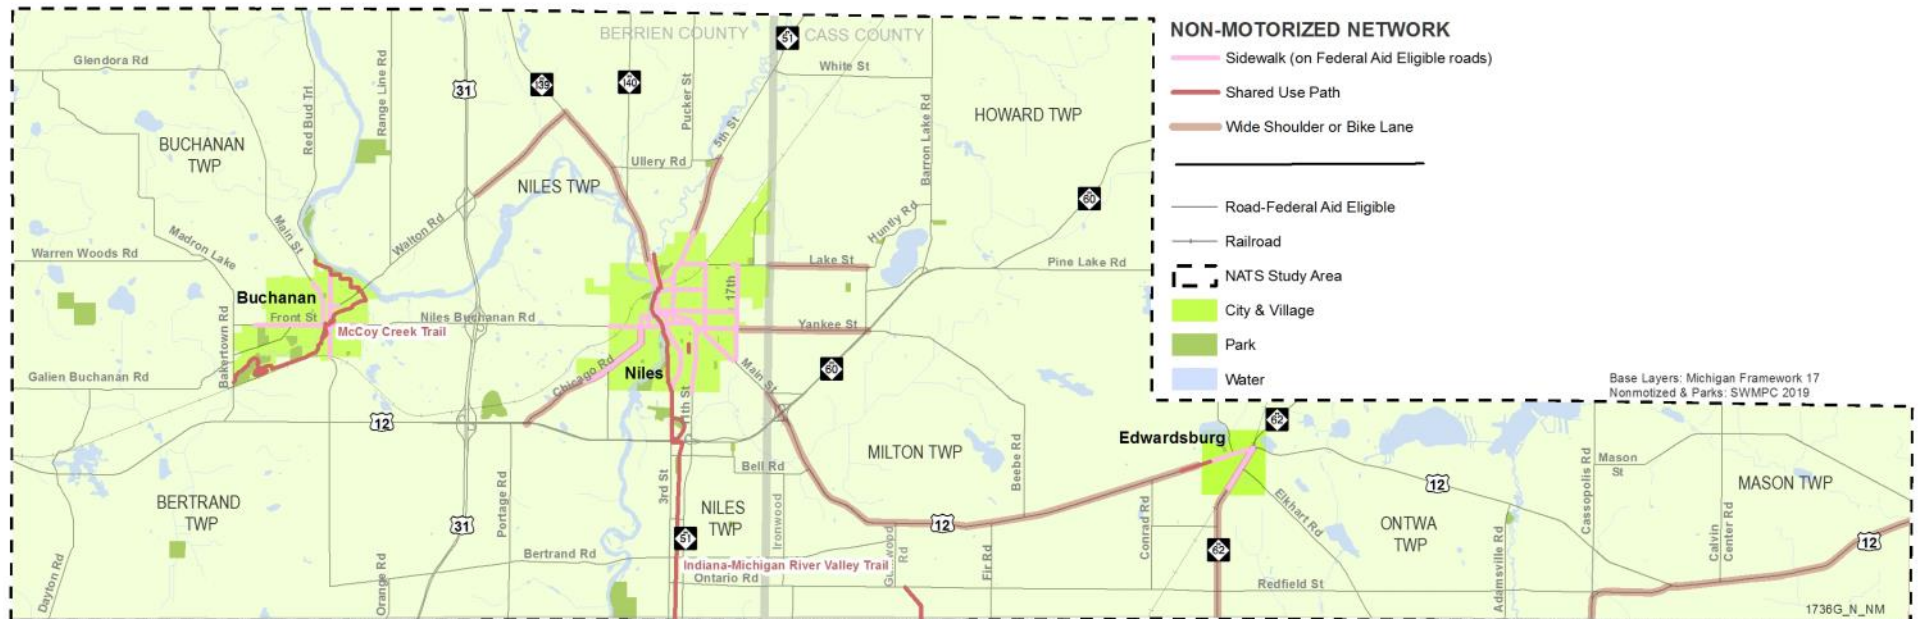 BERRIEN COUNTY
CASS COUNTY
51
NON-MOTORIZED NETWORK
Sidewalk (on Federal Aid Eligible roads)
Shared Use Path
Wide Shoulder or Bike Lane
Road-Federal Aid Eligible
Railroad
NATS Study Area
City & Village
Park
Water
Base Layers: Michigan Framework 17
Nonmotized & Parks: SWMPC 2019
Glendora Rd
Red Bud Trl
Range Line Rd
31
139
140
Pucker St
5th St
White St
Barron Lake Rd
HOWARD TWP
BUCHANAN
TWP
Ullery Rd
NILES TWP
60
Main St
Madron Lake
Walton Rd
Huntly Rd
Warren Woods Rd
Lake St
Pine Lake Rd
Buchanan
17th
Bakertown Rd
Front St
McCoy Creek Trail
Niles Buchanan Rd
Yankee St
Galien Buchanan Rd
Chicago Rd
Niles
Main St
60
11th St
12
62
Edwardsburg
MILTON TWP
Beebe Rd
Bell Rd
3rd St
Portage Rd
BERTRAND
TWP
NILES
TWP
Ironwood
12
Conrad Rd
Elkhart Rd
12
Cassopolis Rd
Mason
St
MASON TWP
ONTWA
TWP
Adamsville Rd
Calvin
Center Rd
12
31
51
62
Bertrand Rd
Indiana-Michigan River Valley Trail
Rd
Fir Rd
Ontario Rd
Redfield St
Dayton Rd
Orange Rd
1736G_N_NM